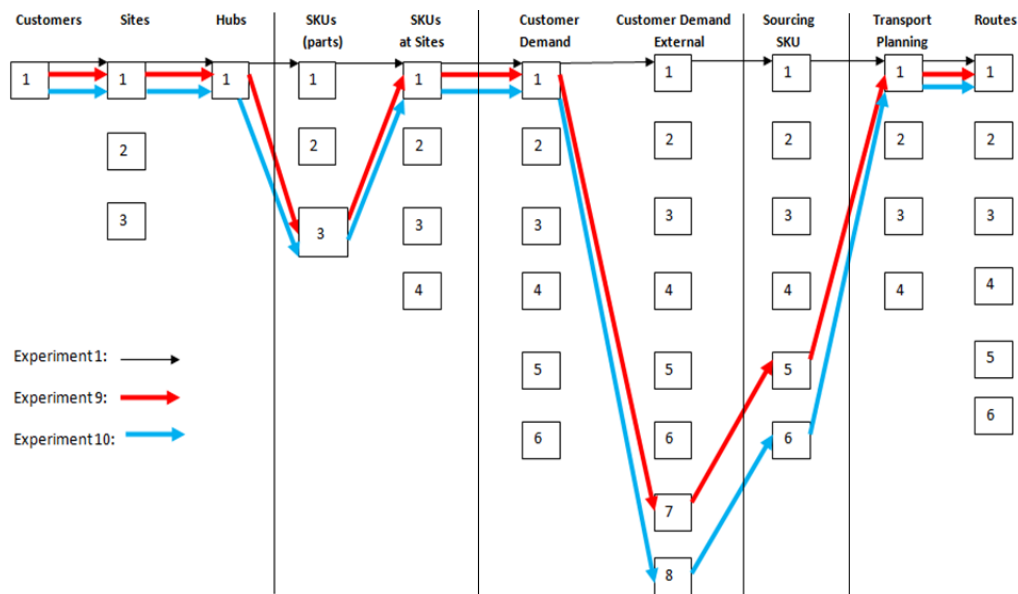 Customers Sites Hubs SKUs SKUs Customer Customer Demand Sourcing Transport Routes
(parts) at Sites Demand External SKU Planning
1 1 1 1 1 1 1 1 1 1
2 2 2 2 2 2 2 2
3 3 3 3 3 3 3 3
4 4 4 4 4 4
Experiment 1: 5 5 5 5
Experiment 9: 6
Experiment 10: 6 6 6
7
8